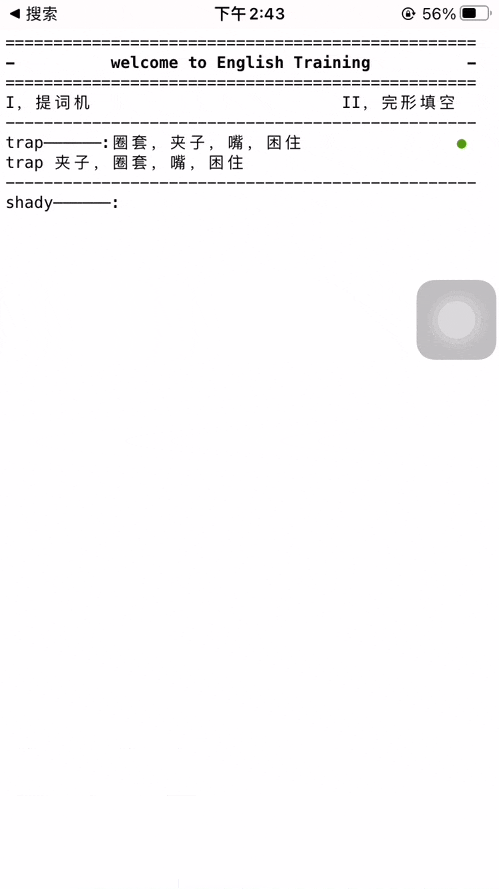 ◀ 搜索 下午2:43 56%
==================================================
– welcome to English Training –
==================================================
I, 提词机 II, 完形填空
--------------------------------------------------
trap——————:圈套, 夹子, 嘴, 困住
trap 夹子, 圈套, 嘴, 困住
--------------------------------------------------
shady——————: